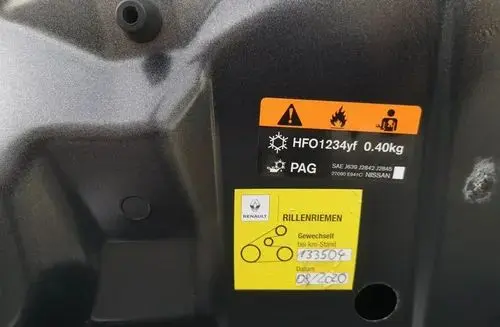 HFO1234yf 0.40kg
PAG
SAE J639 J2842 J2845
27090 E941C NISSAN
RENAULT
RILLENRIEMEN
Gewechselt
bei km-Stand
133504
Datum
08/2020